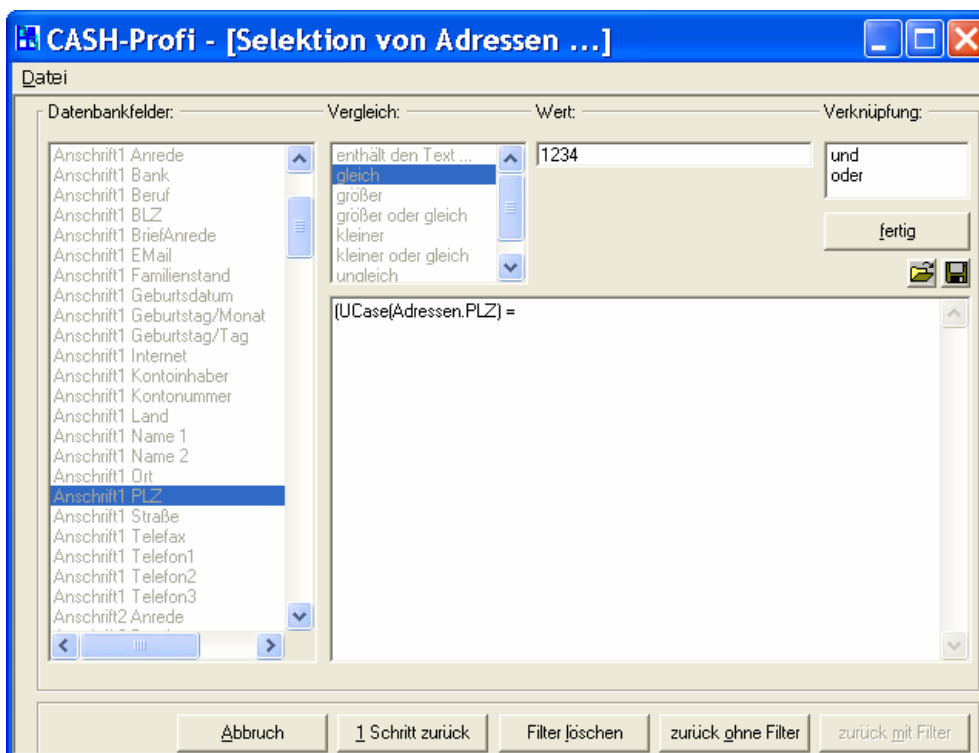 CASH-Profi - [Selektion von Adressen ...]
Datei
Datenbankfelder:
Vergleich:
Wert:
Verknüpfung:
Anschrift1 Anrede
Anschrift1 Bank
Anschrift1 Beruf
Anschrift1 BLZ
Anschrift1 BriefAnrede
Anschrift1 EMail
Anschrift1 Familienstand
Anschrift1 Geburtsdatum
Anschrift1 Geburtstag/Monat
Anschrift1 Geburtstag/Tag
Anschrift1 Internet
Anschrift1 Kontoinhaber
Anschrift1 Kontonummer
Anschrift1 Land
Anschrift1 Name 1
Anschrift1 Name 2
Anschrift1 Ort
Anschrift1 PLZ
Anschrift1 Straße
Anschrift1 Telefax
Anschrift1 Telefon1
Anschrift1 Telefon2
Anschrift1 Telefon3
Anschrift2 Anrede
enthält den Text ...
gleich
größer
größer oder gleich
kleiner
kleiner oder gleich
ungleich
1234
und
oder
fertig
(UCase(Adressen.PLZ) =
Abbruch
1 Schritt zurück
Filter löschen
zurück ohne Filter
zurück mit Filter